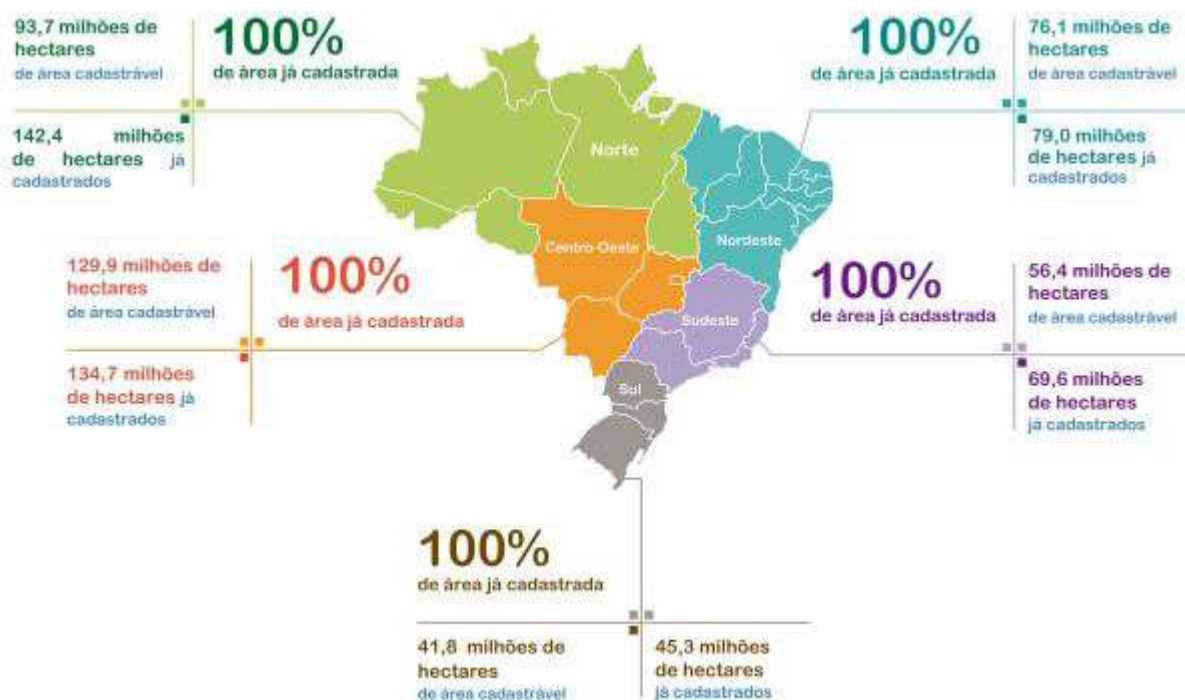 93,7 milhões de
hectares
de área cadastrável
100%
de área já cadastrada
142,4 milhões
de hectares já
cadastrados
100%
de área já cadastrada
76,1 milhões de
hectares
de área cadastrável
79,0 milhões
de hectares já
cadastrados
Norte
Nordeste
Centro-Oeste
Sudeste
Sul
129,9 milhões de
hectares
de área cadastrável
100%
de área já cadastrada
134,7 milhões
de hectares já
cadastrados
100%
de área já cadastrada
56,4 milhões de
hectares
de área cadastrável
69,6 milhões
de hectares
já cadastrados
100%
de área já cadastrada
41,8 milhões de
hectares
de área cadastrável
45,3 milhões
de hectares
já cadastrados